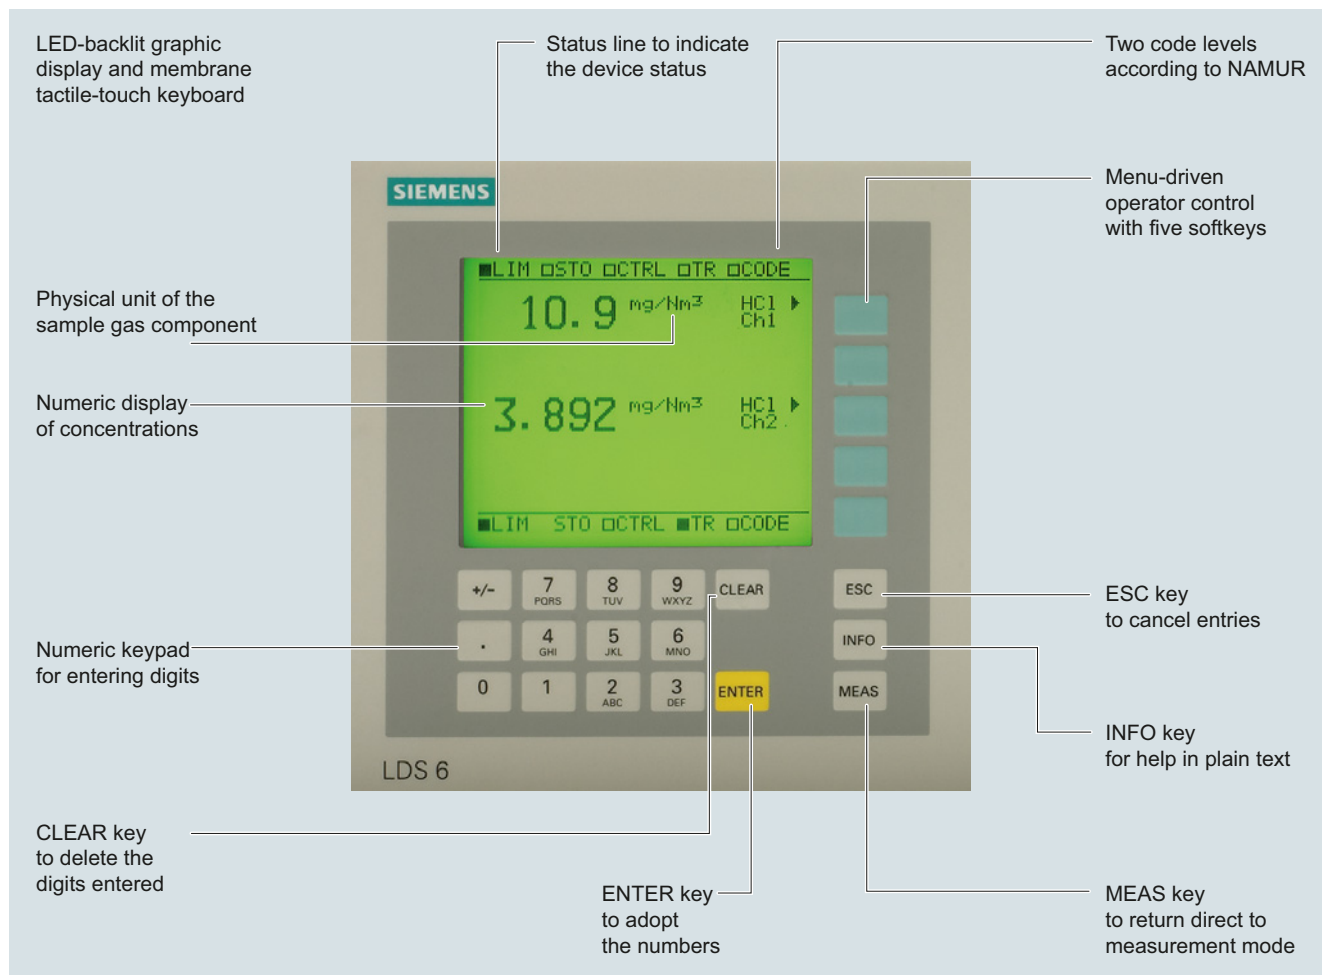 LED-backlit graphic
display and membrane
tactile-touch keyboard
Status line to indicate
the device status
Two code levels
according to NAMUR
Menu-driven
operator control
with five softkeys
Physical unit of the
sample gas component
Numeric display
of concentrations
Numeric keypad
for entering digits
CLEAR key
to delete the
digits entered
ENTER key
to adopt
the numbers
ESC key
to cancel entries
INFO key
for help in plain text
MEAS key
to return direct to
measurement mode
SIEMENS
LIM STO CTRL TR CODE
10.9 mg/Nm³ HCl
Ch1
3.892 mg/Nm³ HCl
Ch2
LIM STO CTRL TR CODE
+/- 7 8 9 CLEAR ESC
PQRS TUV WXYZ
. 4 5 6 INFO
GHI JKL MNO
0 1 2 3 ENTER MEAS
ABC DEF
LDS 6